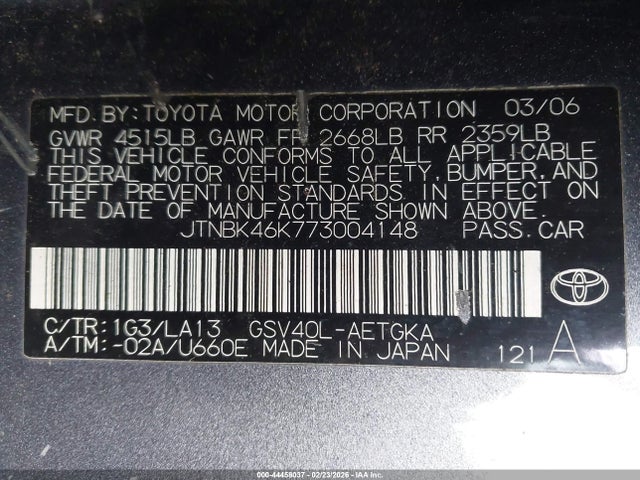 MFD.BY:TOYOTA MOTOR CORPORATION 03/06
GVWR 4515LB GAWR FR 2668LB RR 2359LB
THIS VEHICLE CONFORMS TO ALL APPLICABLE
FEDERAL MOTOR VEHICLE SAFETY,BUMPER,AND
THEFT PREVENTION STANDARDS IN EFFECT ON
THE DATE OF MANUFACTURE SHOWN ABOVE.
JTNBK46K773004148 PASS.CAR
C/TR:1G3/LA13 GSV40L-AETGKA
A/TM:-02A/U660E MADE IN JAPAN 121 A
000-44458037 - 02/23/2026 - IAA Inc.